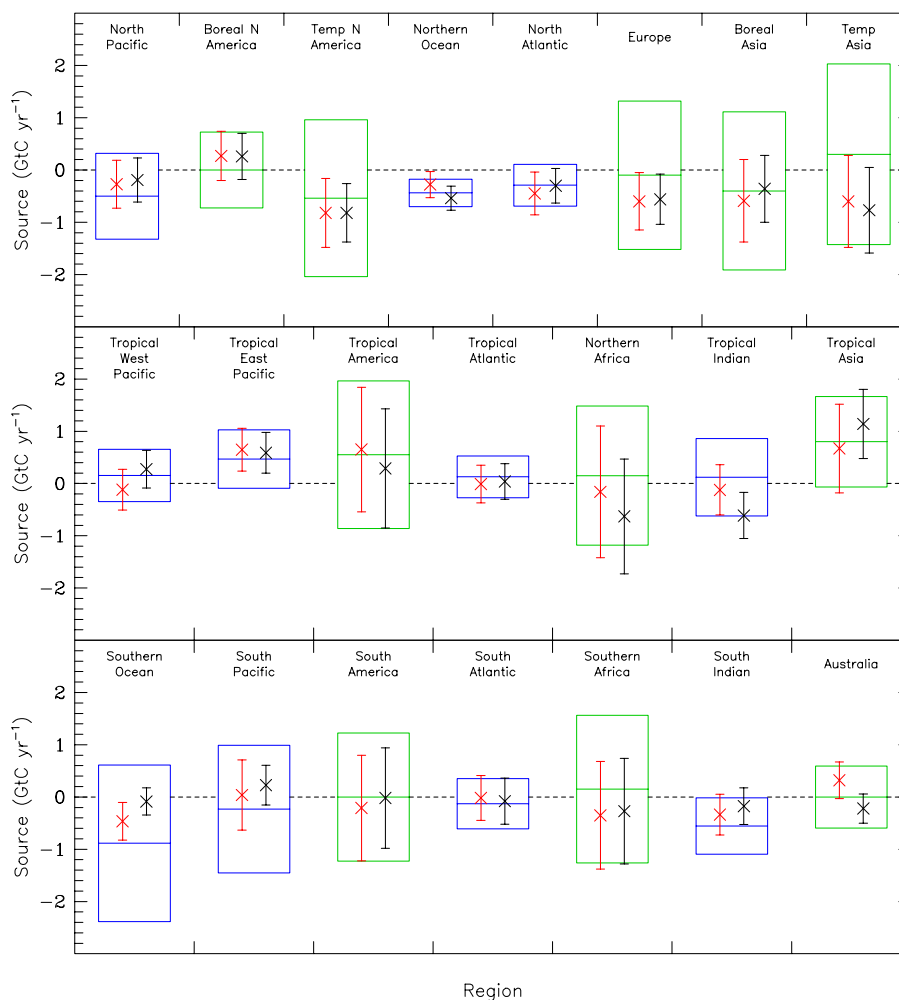 North Pacific
Boreal N America
Temp N America
Northern Ocean
North Atlantic
Europe
Boreal Asia
Temp Asia
Source (GtC yr⁻¹)
2
1
0
−1
−2
Tropical West Pacific
Tropical East Pacific
Tropical America
Tropical Atlantic
Northern Africa
Tropical Indian
Tropical Asia
Source (GtC yr⁻¹)
2
1
0
−1
−2
Southern Ocean
South Pacific
South America
South Atlantic
Southern Africa
South Indian
Australia
Source (GtC yr⁻¹)
2
1
0
−1
−2
Region